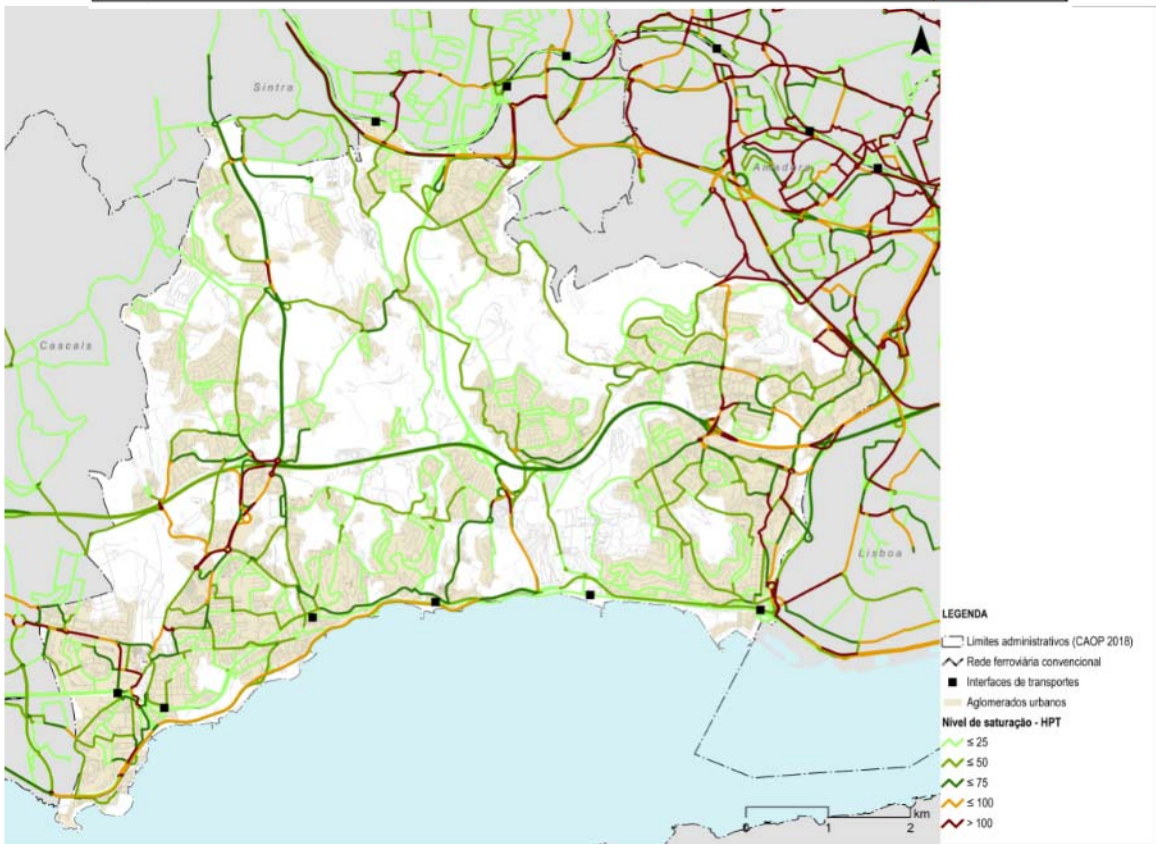 Sintra
Amadora
Cascais
Lisboa
LEGENDA
Limites administrativos (CAOP 2018)
Rede ferroviária convencional
Interfaces de transportes
Aglomerados urbanos
Nível de saturação - HPT
≤ 25
≤ 50
≤ 75
≤ 100
> 100
km
0 1 2